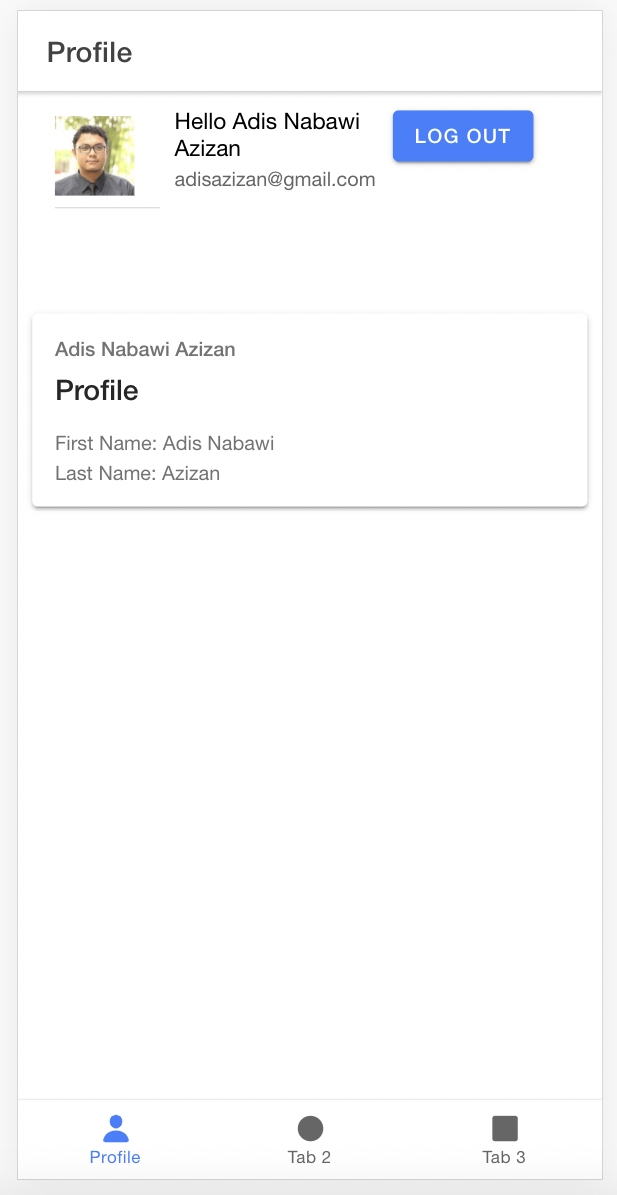 Profile
Hello Adis Nabawi
Azizan
adisazizan@gmail.com
LOG OUT
Adis Nabawi Azizan
Profile
First Name: Adis Nabawi
Last Name: Azizan
Profile
Tab 2
Tab 3